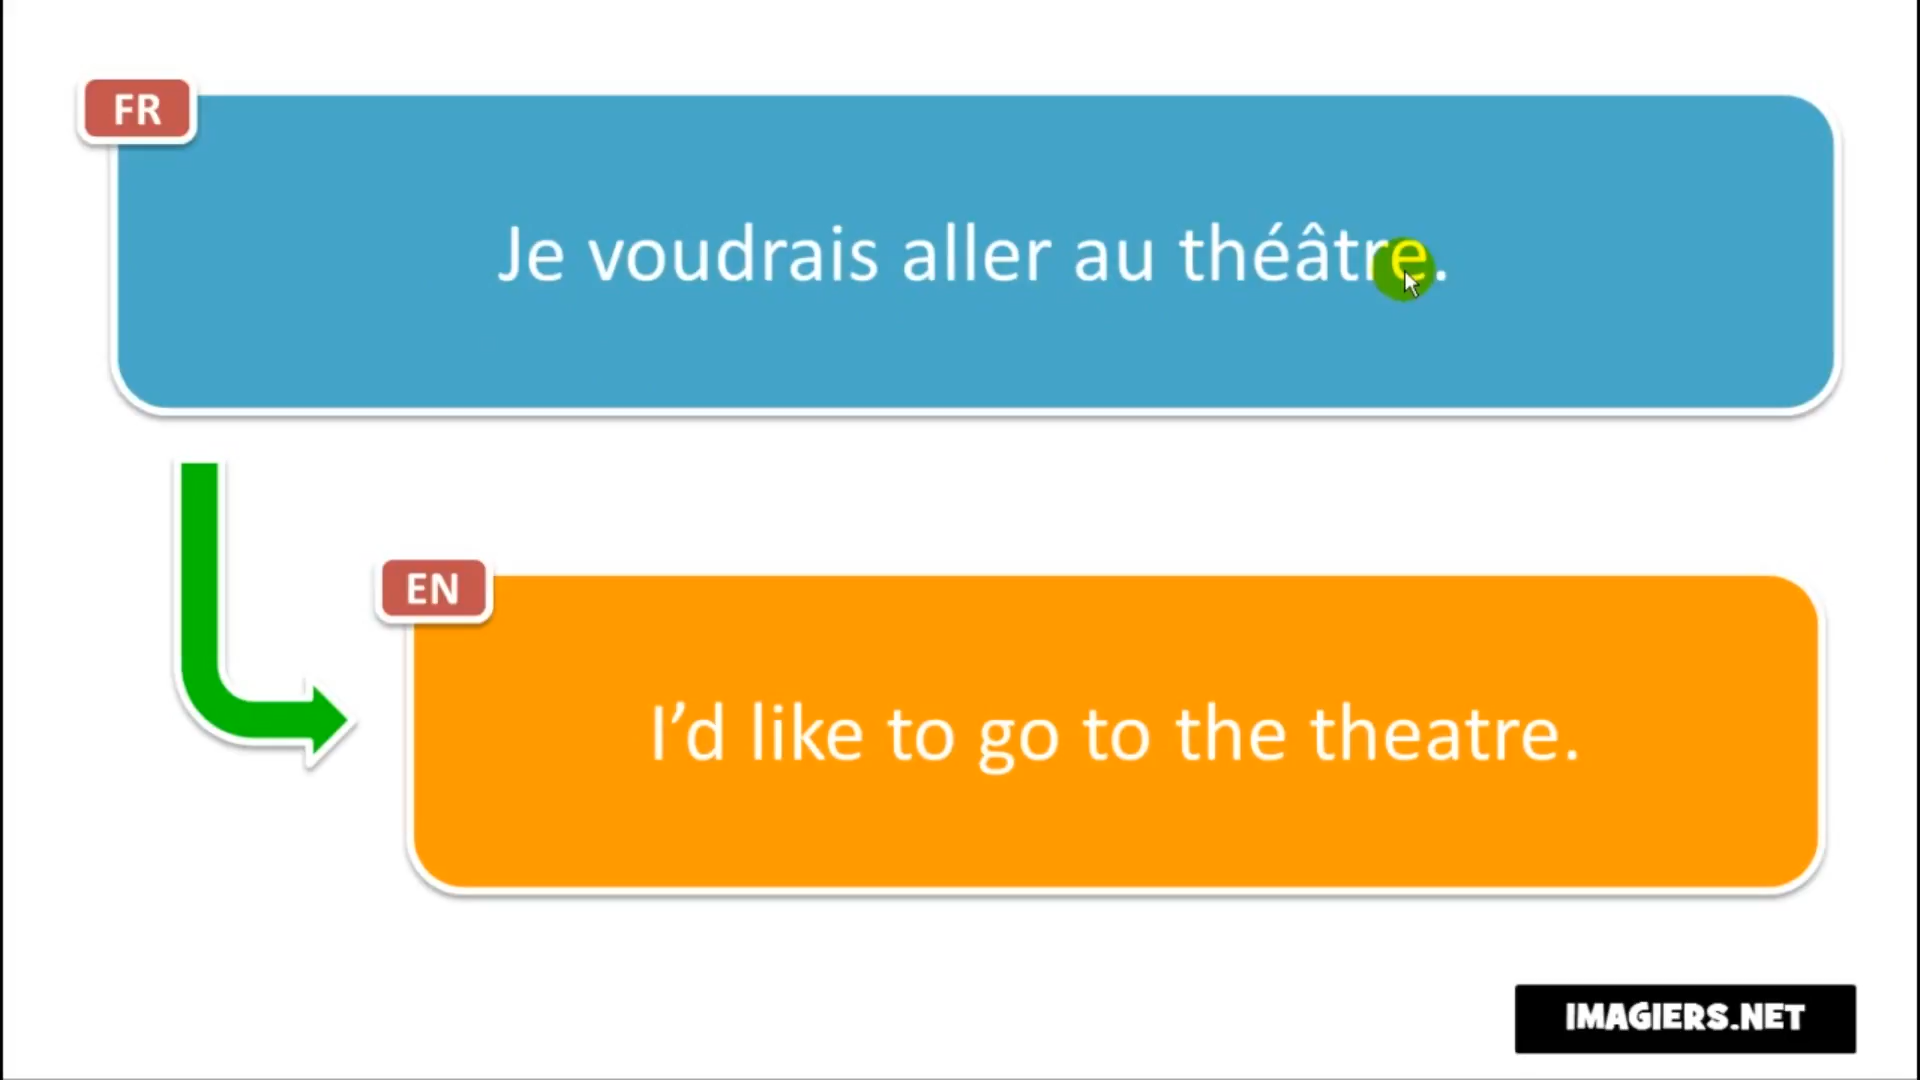 FR
Je voudrais aller au théâtre.
EN
I’d like to go to the theatre.
IMAGIERS.NET